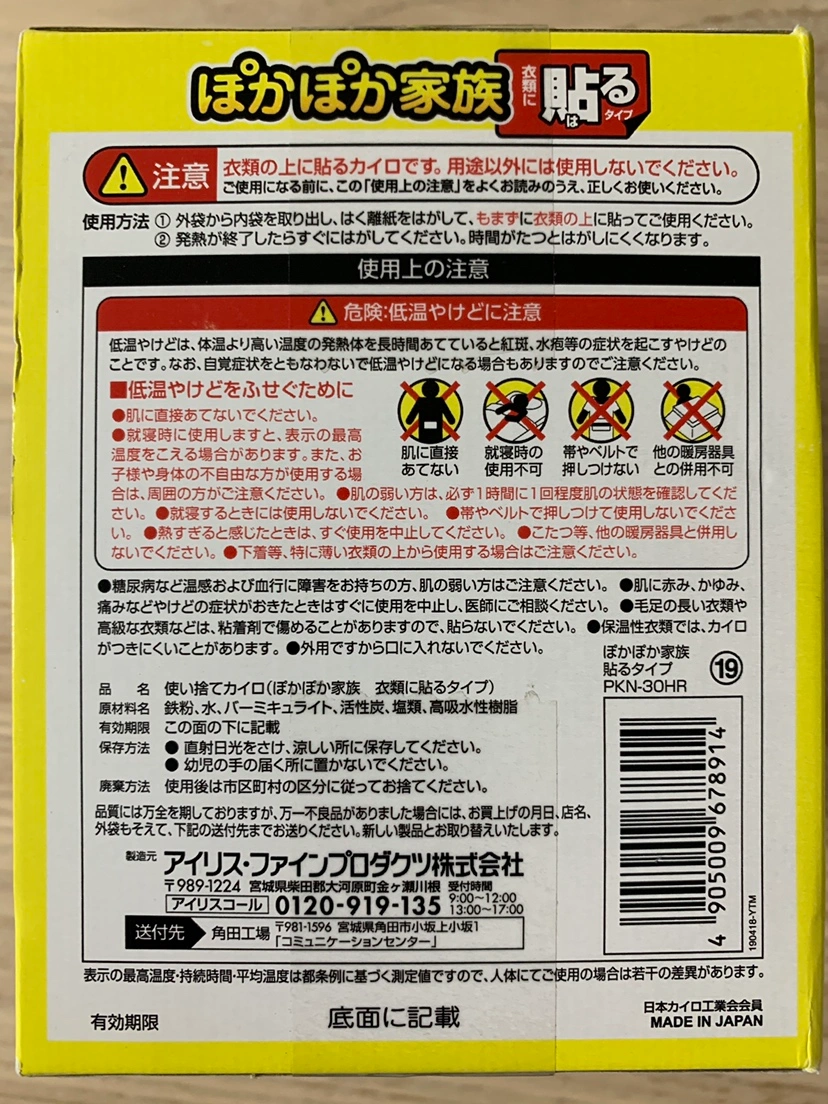 ぽかぽか家族 衣類に貼るタイプ
は
注意 衣類の上に貼るカイロです。用途以外には使用しないでください。
ご使用になる前に、この「使用上の注意」をよくお読みのうえ、正しくお使いください。
使用方法 ① 外袋から内袋を取り出し、はく離紙をはがして、もまずに衣類の上に貼ってご使用ください。
② 発熱が終了したらすぐにはがしてください。時間がたつとはがしにくくなります。
使用上の注意
危険:低温やけどに注意
低温やけどは、体温より高い温度の発熱体を長時間あてていると紅斑、水疱等の症状を起こすやけどの
ことです。なお、自覚症状をともなわないで低温やけどになる場合もありますのでご注意ください。
■低温やけどをふせぐために
●肌に直接あてないでください。
●就寝時に使用しますと、表示の最高
温度をこえる場合があります。また、お
子様や身体の不自由な方が使用する場
肌に直接
あてない
就寝時の
使用不可
帯やベルトで
押しつけない
他の暖房器具
との併用不可
合は、周囲の方がご注意ください。 ●肌の弱い方は、必ず1時間に1回程度肌の状態を確認してくだ
さい。 ●就寝するときには使用しないでください。 ●帯やベルトで押しつけて使用しないでくださ
い。 ●熱すぎると感じたときは、すぐ使用を中止してください。 ●こたつ等、他の暖房器具と併用し
ないでください。 ●下着等、特に薄い衣類の上から使用する場合はご注意ください。
●糖尿病など温感および血行に障害をお持ちの方、肌の弱い方はご注意ください。 ●肌に赤み、かゆみ、
痛みなどやけどの症状がおきたときはすぐに使用を中止し、医師にご相談ください。 ●毛足の長い衣類や
高級な衣類などは、粘着剤で傷めることがありますので、貼らないでください。 ●保温性衣類では、カイロ
がつきにくいことがあります。 ●外用ですから口に入れないでください。
ぽかぽか家族
貼るタイプ
PKN-30HR
⑲
品 名 使い捨てカイロ(ぽかぽか家族 衣類に貼るタイプ)
原材料名 鉄粉、水、バーミキュライト、活性炭、塩類、高吸水性樹脂
有効期限 この面の下に記載
保存方法 ● 直射日光をさけ、涼しい所に保存してください。
● 幼児の手の届く所に置かないでください。
廃棄方法 使用後は市区町村の区分に従ってお捨てください。
品質には万全を期しておりますが、万一不良品がありました場合には、お買上げの月日、店名、
外袋もそえて、下記の送付先までお送りください。新しい製品とお取り替えいたします。
製造元 アイリス・ファインプロダクツ株式会社
〒989-1224 宮城県柴田郡大河原町金ヶ瀬川根 受付時間
アイリスコール 0120-919-135 9:00〜12:00
13:00〜17:00
送付先 角田工場 〒981-1596 宮城県角田市小坂上小坂1
「コミュニケーションセンター」
4 905009 678914
190418-YTM
表示の最高温度・持続時間・平均温度は都条例に基づく測定値ですので、人体にてご使用の場合は若干の差異があります。
有効期限 底面に記載
日本カイロ工業会会員
MADE IN JAPAN